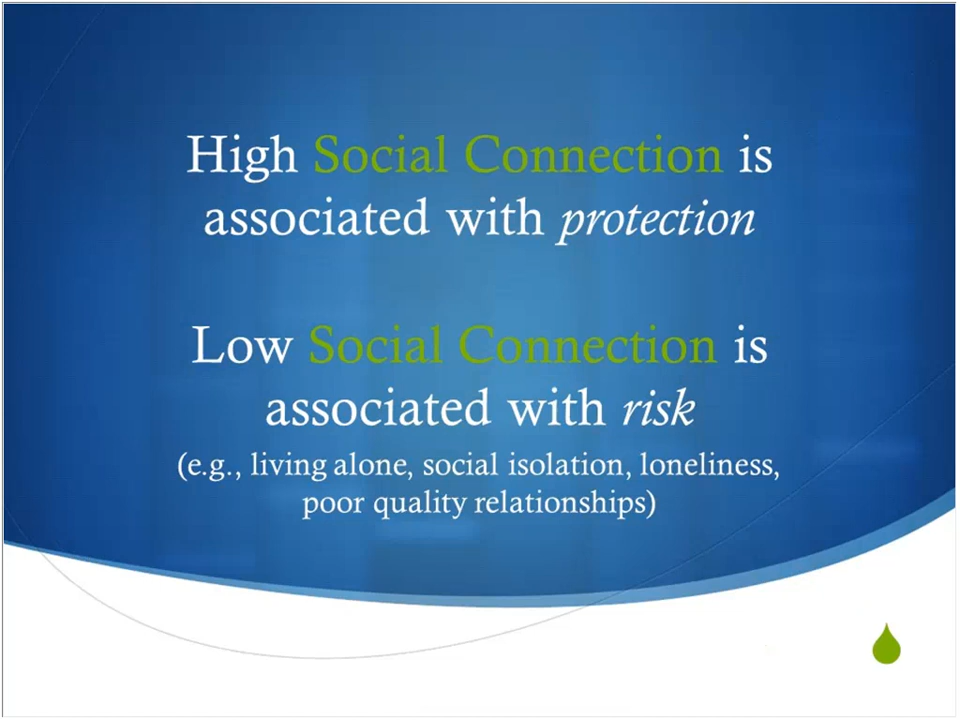 High Social Connection is
associated with protection
Low Social Connection is
associated with risk
(e.g., living alone, social isolation, loneliness,
poor quality relationships)